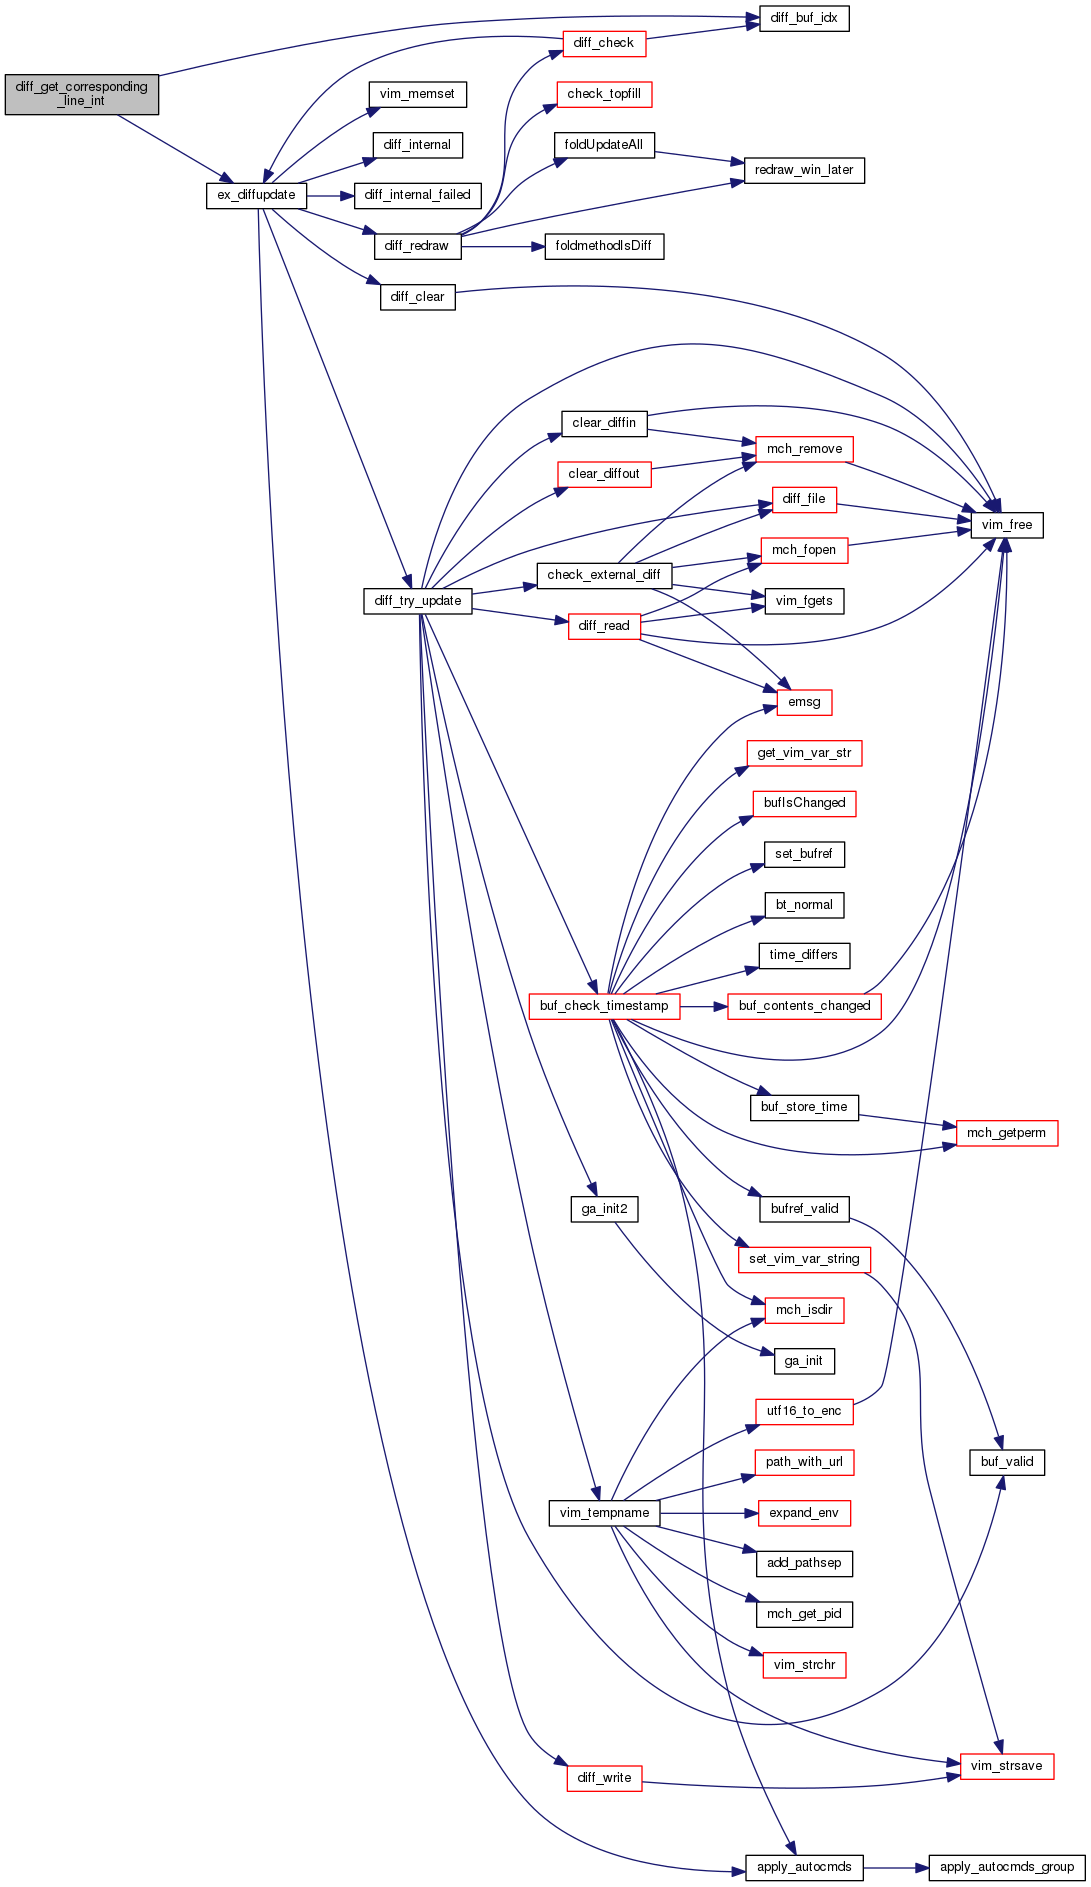 diff_buf_idx
diff_check
diff_get_corresponding
_line_int
vim_memset
check_topfill
diff_internal
foldUpdateAll
redraw_win_later
ex_diffupdate
diff_internal_failed
diff_redraw
foldmethodIsDiff
diff_clear
clear_diffin
mch_remove
clear_diffout
diff_file
vim_free
mch_fopen
check_external_diff
diff_try_update
vim_fgets
diff_read
emsg
get_vim_var_str
bufIsChanged
set_bufref
bt_normal
time_differs
buf_check_timestamp
buf_contents_changed
buf_store_time
mch_getperm
ga_init2
bufref_valid
set_vim_var_string
mch_isdir
ga_init
utf16_to_enc
path_with_url
buf_valid
vim_tempname
expand_env
add_pathsep
mch_get_pid
vim_strchr
vim_strsave
diff_write
apply_autocmds
apply_autocmds_group